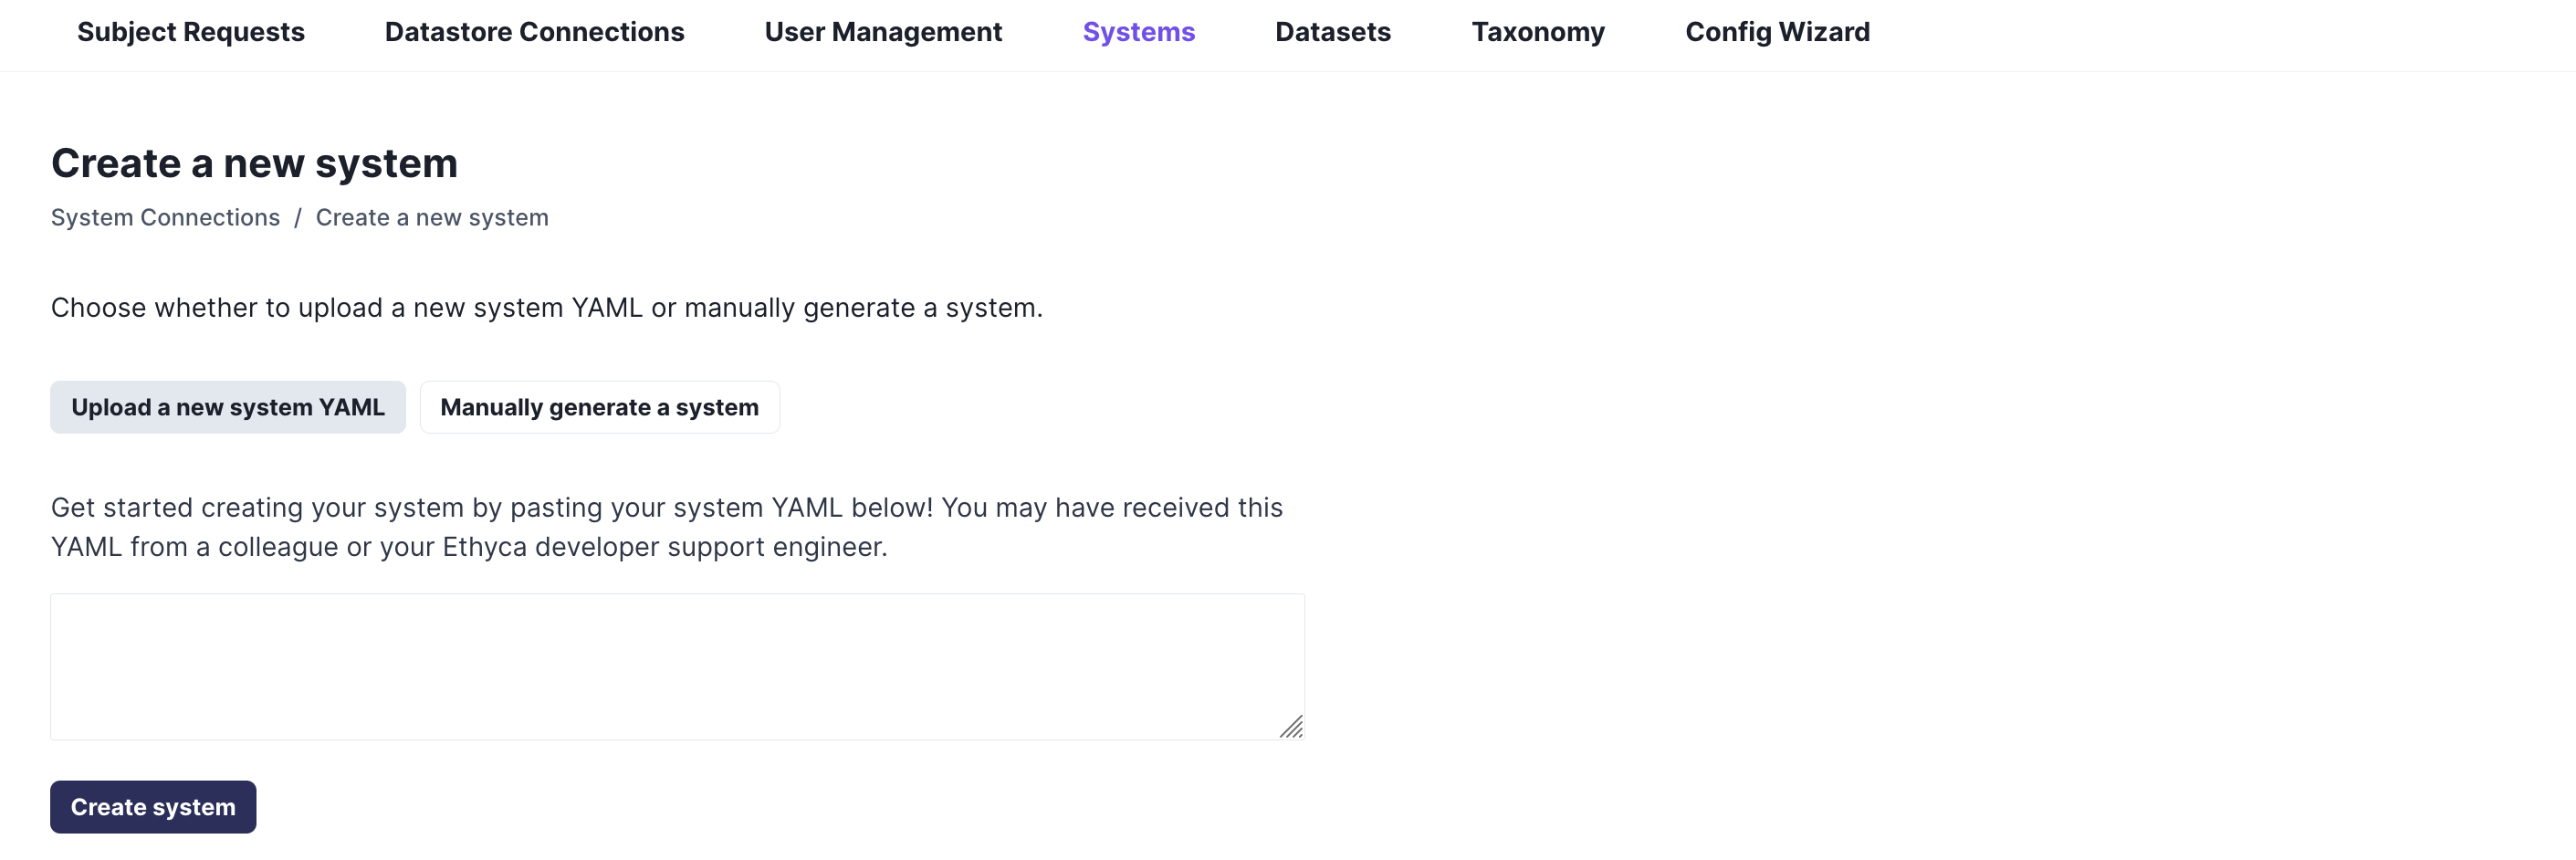 Subject Requests Datastore Connections User Management Systems Datasets Taxonomy Config Wizard
Create a new system
System Connections / Create a new system
Choose whether to upload a new system YAML or manually generate a system.
Upload a new system YAML Manually generate a system
Get started creating your system by pasting your system YAML below! You may have received this
YAML from a colleague or your Ethyca developer support engineer.
Create system